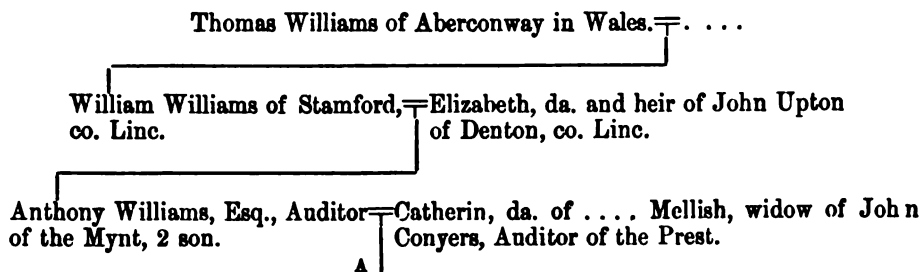 Thomas Williams of Aberconway in Wales.=. . . .
William Williams of Stamford,=Elizabeth, da. and heir of John Upton
co. Linc. of Denton, co. Linc.
Anthony Williams, Esq., Auditor=Catherin, da. of . . . . Mellish, widow of John
of the Mynt, 2 son. Conyers, Auditor of the Prest.
A